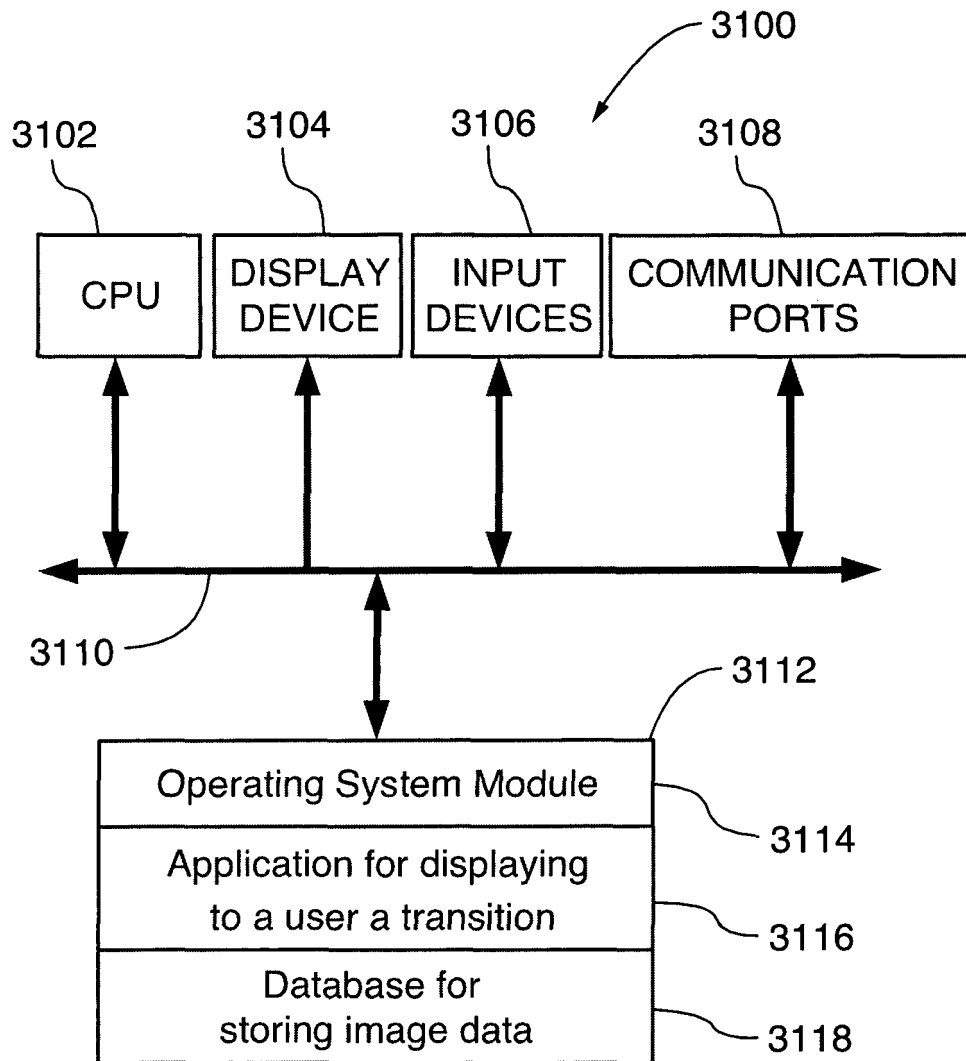 3100
3102
3104
3106
3108
CPU
DISPLAY
DEVICE
INPUT
DEVICES
COMMUNICATION
PORTS
3110
3112
Operating System Module
3114
Application for displaying
to a user a transition
3116
Database for
storing image data
3118